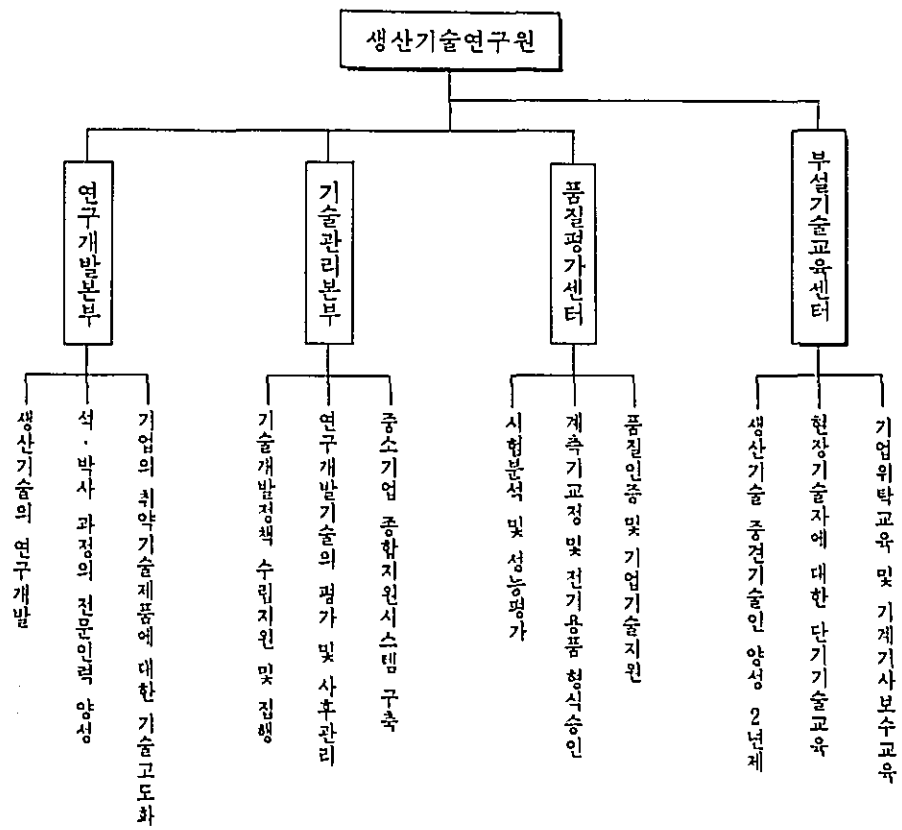 생산기술연구원
연구개발본부
기술관리본부
품질평가센터
부설기술교육센터
생산기술의 연구개발
석·박사 과정의 전문인력 양성
기업의 취약기술제품에 대한 기술고도화
기술개발정책 수립지원 및 집행
연구개발기술의 평가 및 사후관리
중소기업 종합지원시스템 구축
시험분석 및 성능평가
계측기교정 및 전기용품 형식승인
품질인증 및 기업기술지원
생산기술 중견기술인 양성 2년제
현장기술자에 대한 단기기술교육
기업위탁교육 및 기계기사보수교육